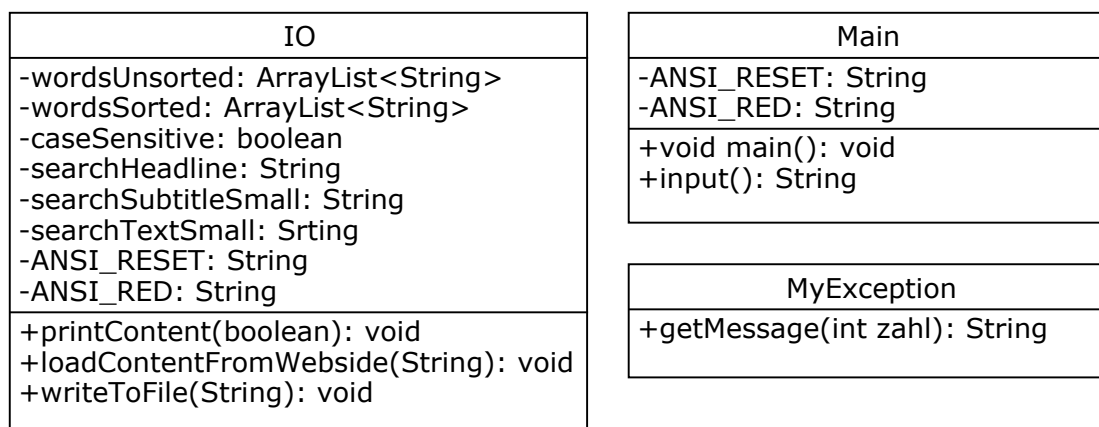 IO
-wordsUnsorted: ArrayList<String>
-wordsSorted: ArrayList<String>
-caseSensitive: boolean
-searchHeadline: String
-searchSubtitleSmall: String
-searchTextSmall: Srting
-ANSI_RESET: String
-ANSI_RED: String
+printContent(boolean): void
+loadContentFromWebside(String): void
+writeToFile(String): void
Main
-ANSI_RESET: String
-ANSI_RED: String
+void main(): void
+input(): String
MyException
+getMessage(int zahl): String